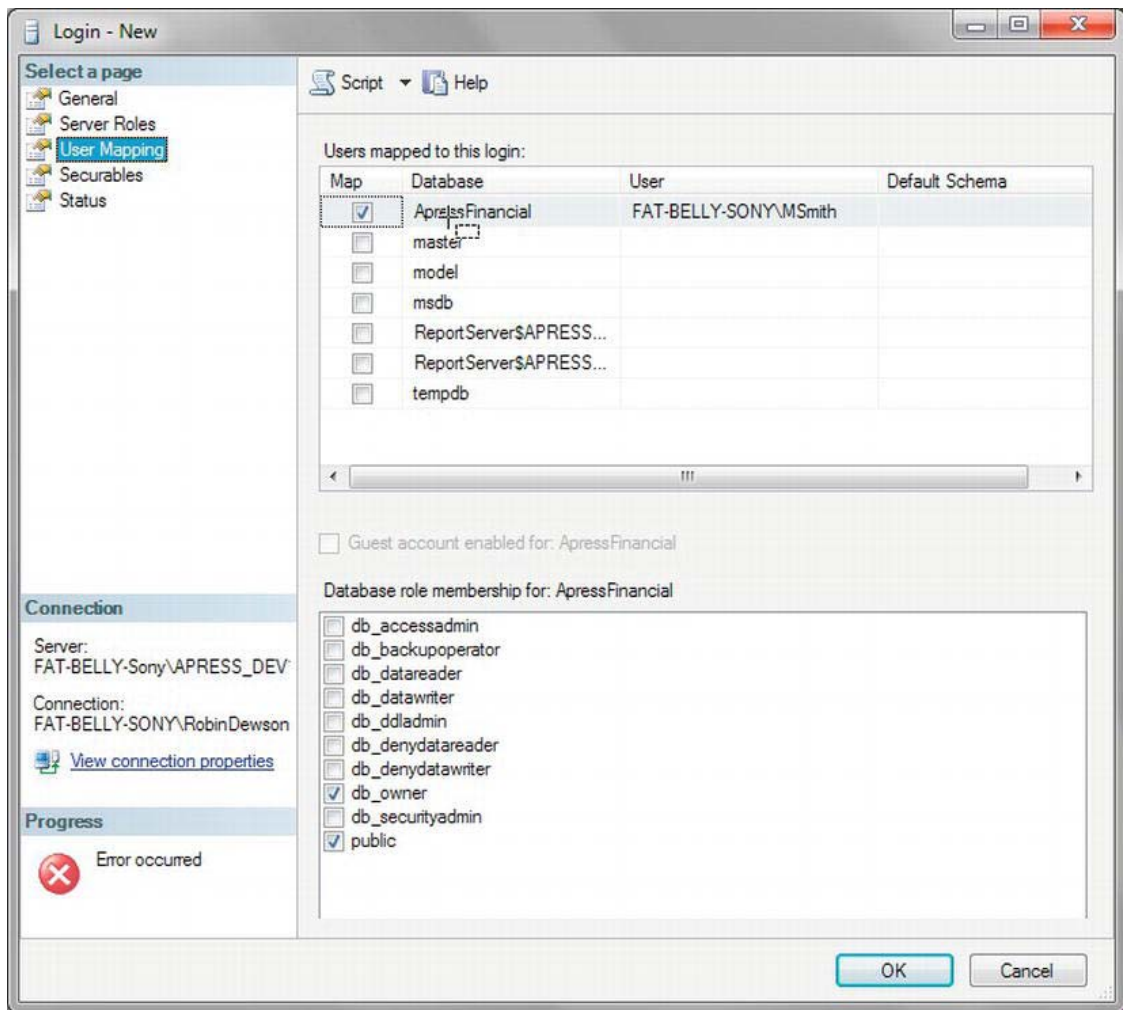 Login - New
Select a page
General
Server Roles
User Mapping
Securables
Status
Script
Help
Users mapped to this login:
Map Database User Default Schema
ApressFinancial FAT-BELLY-SONY\MSmith
master
model
msdb
ReportServer$APRESS...
ReportServer$APRESS...
tempdb
Guest account enabled for: ApressFinancial
Database role membership for: ApressFinancial
db_accessadmin
db_backupoperator
db_datareader
db_datawriter
db_ddladmin
db_denydatareader
db_denydatawriter
db_owner
db_securityadmin
public
Connection
Server:
FAT-BELLY-Sony\APRESS_DEV
Connection:
FAT-BELLY-SONY\RobinDewson
View connection properties
Progress
Error occurred
OK Cancel